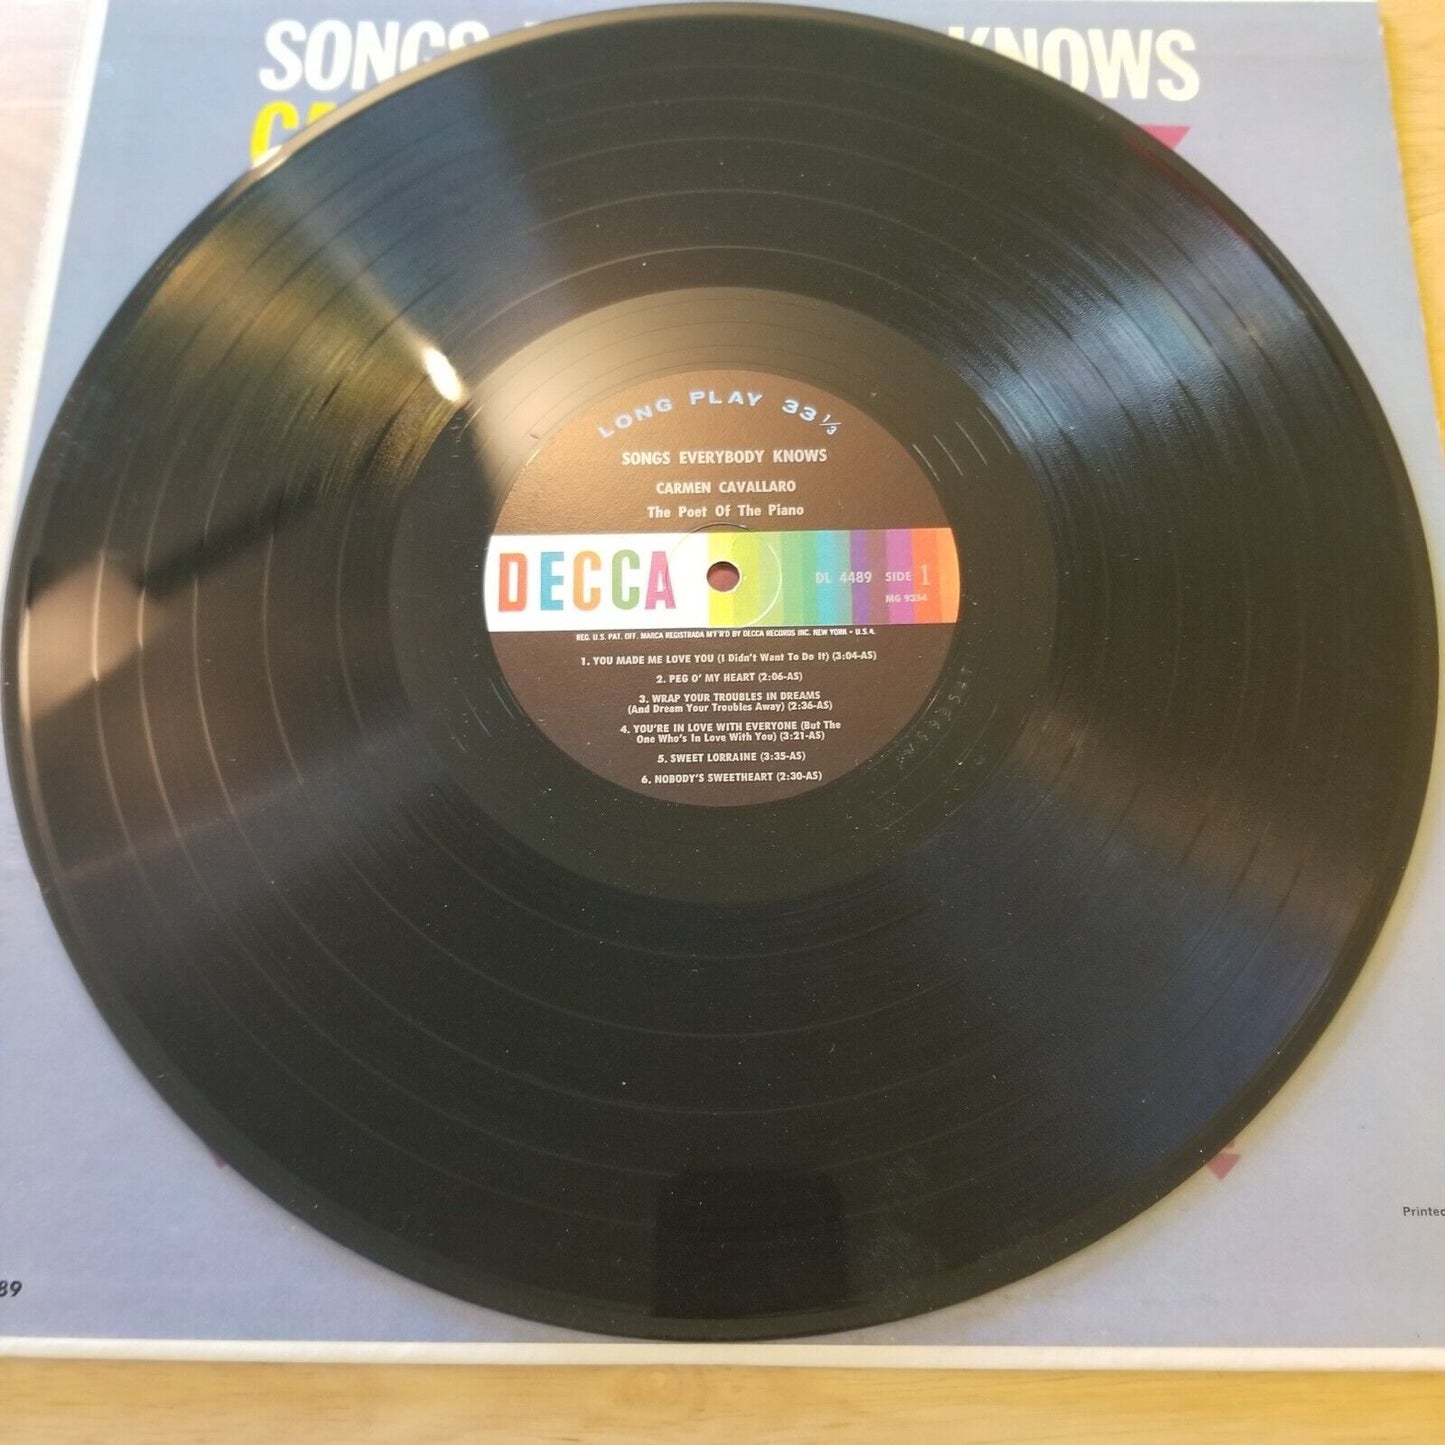 SONGS KNOWS
LONG PLAY 33 1/3
SONGS EVERYBODY KNOWS
CARMEN CAVALLARO
The Poet Of The Piano
DECCA
DL 4489 SIDE 1
MG 9354
REG. U.S. PAT. OFF. MARCA REGISTRADA M'F'R'D BY DECCA RECORDS INC. NEW YORK • U.S.A.
1. YOU MADE ME LOVE YOU (I Didn't Want To Do It) (3:04-AS)
2. PEG O' MY HEART (2:06-AS)
3. WRAP YOUR TROUBLES IN DREAMS
(And Dream Your Troubles Away) (2:36-AS)
4. YOU'RE IN LOVE WITH EVERYONE (But The
One Who's In Love With You) (3:21-AS)
5. SWEET LORRAINE (3:35-AS)
6. NOBODY'S SWEETHEART (2:30-AS)
Printed
89